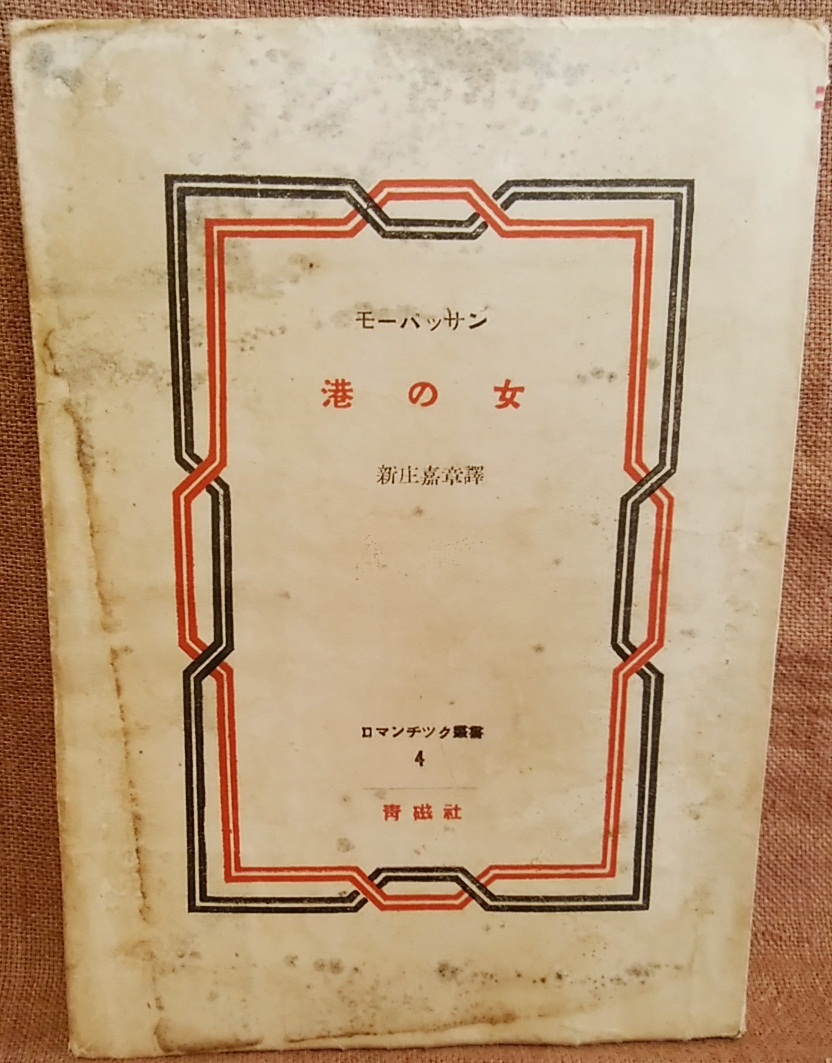 モーパッサン
港の女
新庄嘉章譯
ロマンチツク叢書
4
靑磁社